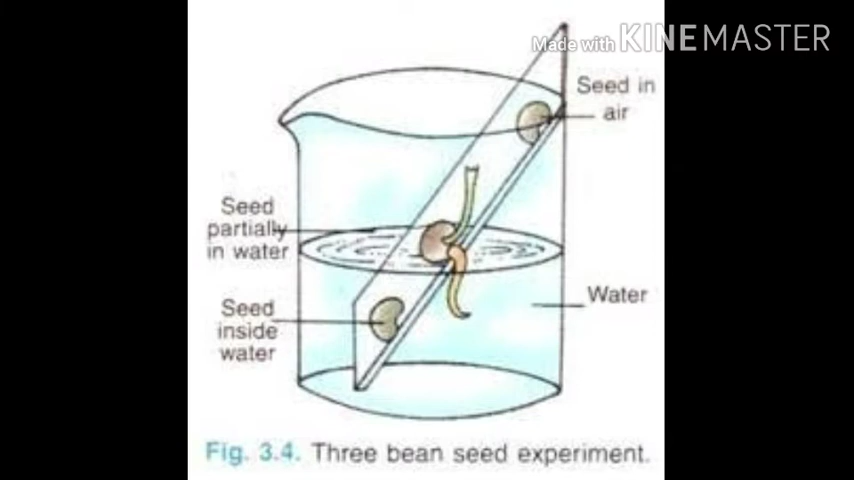 Made with KINEMASTER
Seed in
air
Seed
partially
in water
Water
Seed
inside
water
Fig. 3.4. Three bean seed experiment.